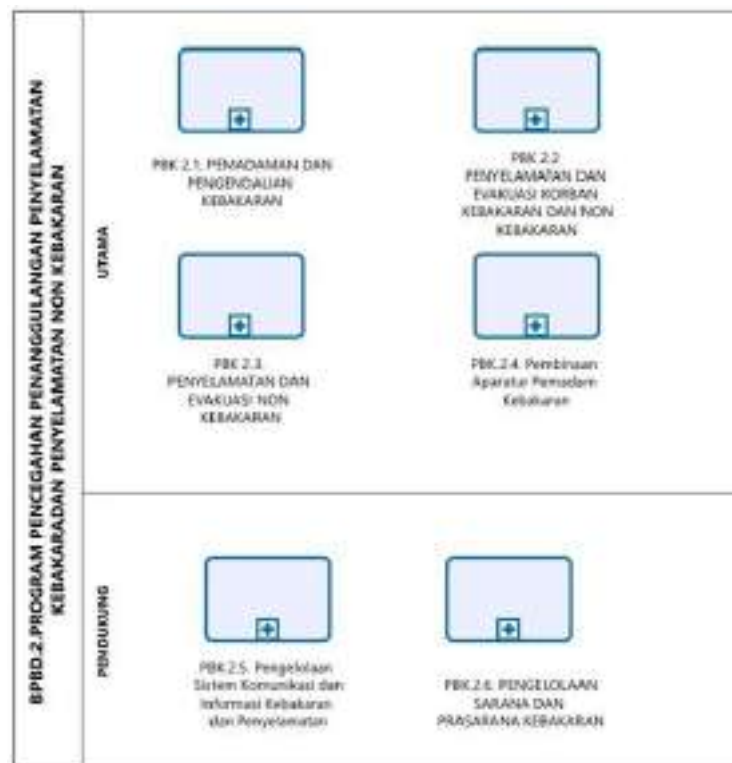 BPBD.2.PROGRAM PENCEGAHAN PENANGGULANGAN PENYELAMATAN
KEBAKARADAN PENYELAMATAN NON KEBAKARAN
UTAMA
PBK 2.1. PEMADAMAN DAN
PENGENDALIAN
KEBAKARAN
PBK 2.2
PENYELAMATAN DAN
EVAKUASI KORBAN
KEBAKARAN DAN NON
KEBAKARAN
PBK 2.3.
PENYELAMATAN DAN
EVAKUASI NON
KEBAKARAN
PBK.2.4. Pembinaan
Aparatur Pemadam
Kebakaran
PENDUKUNG
PBK 2.5. Pengelolaan
Sistem Komunikasi dan
Informasi Kebakaran
dan Penyelamatan
PBK.2.6. PENGELOLAAN
SARANA DAN
PRASARANA KEBAKARAN